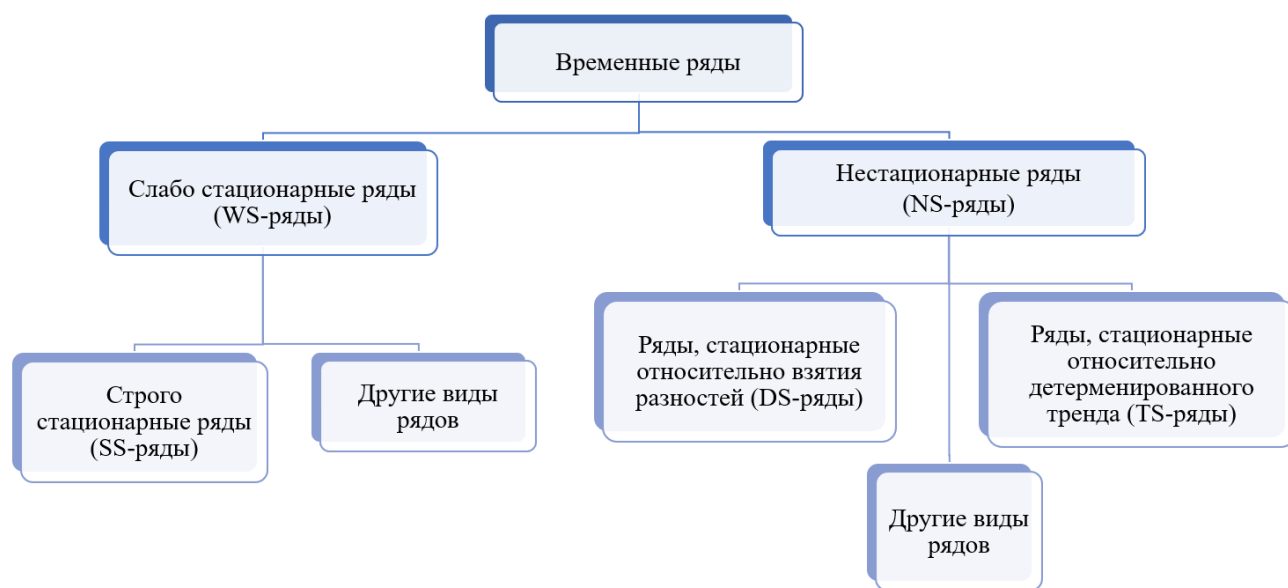 Временные ряды
Слабо стационарные ряды
(WS-ряды)
Нестационарные ряды
(NS-ряды)
Строго
стационарные ряды
(SS-ряды)
Другие виды
рядов
Ряды, стационарные
относительно взятия
разностей (DS-ряды)
Ряды, стационарные
относительно
детерменированного
тренда (TS-ряды)
Другие виды
рядов